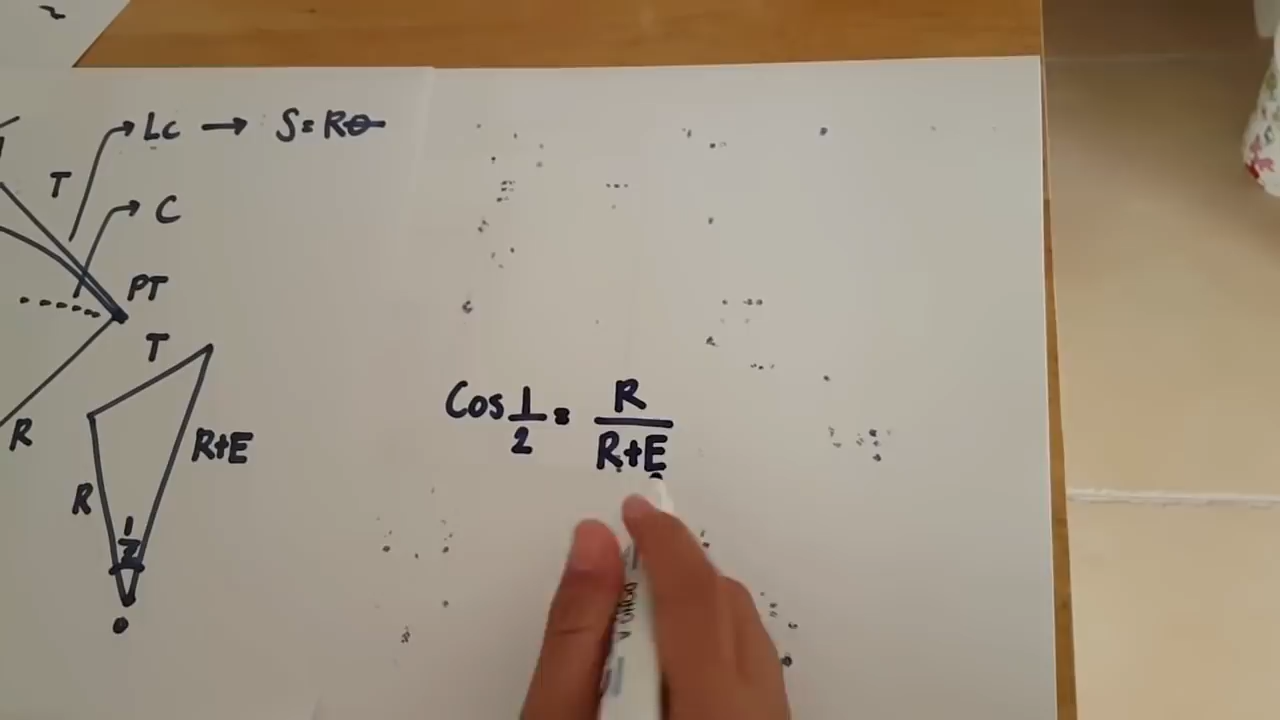 Lc → S=Rθ
T
C
PT
T
R
R+E
R
I
2
O
Cos I/2 = R/R+E